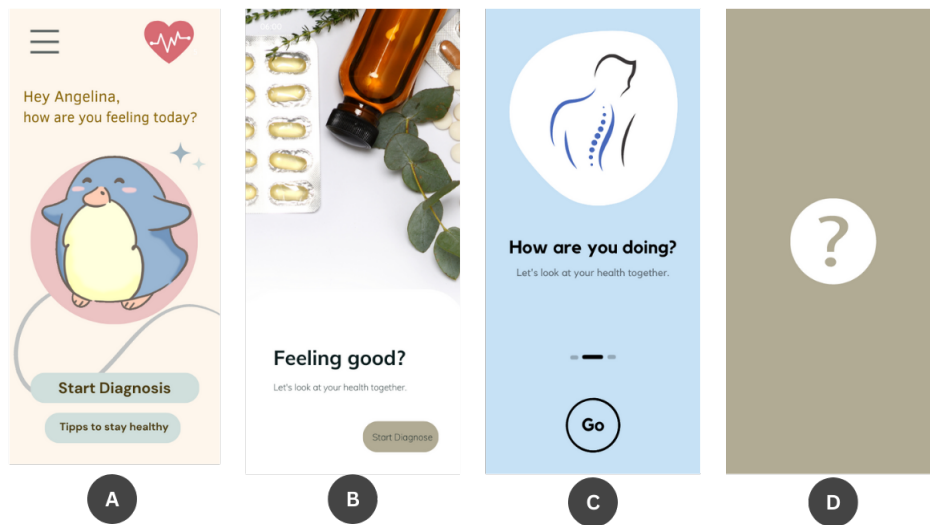 Hey Angelina,
how are you feeling today?
Start Diagnosis
Tipps to stay healthy
A
Feeling good?
Let's look at your health together.
Start Diagnose
B
How are you doing?
Let's look at your health together.
Go
C
?
D